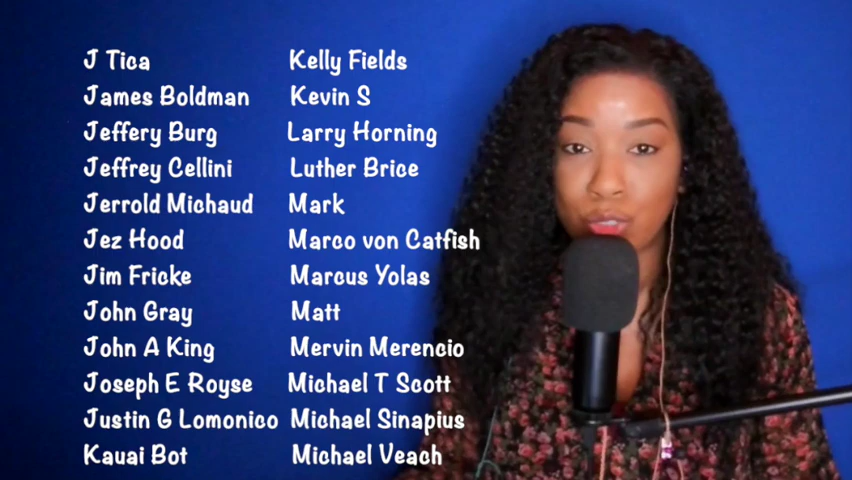 J Tica
James Boldman
Jeffery Burg
Jeffrey Cellini
Jerrold Michaud
Jez Hood
Jim Fricke
John Gray
John A King
Joseph E Royse
Justin G Lomonico
Kauai Bot
Kelly Fields
Kevin S
Larry Horning
Luther Brice
Mark
Marco von Catfish
Marcus Yolas
Matt
Mervin Merencio
Michael T Scott
Michael Sinapius
Michael Veach